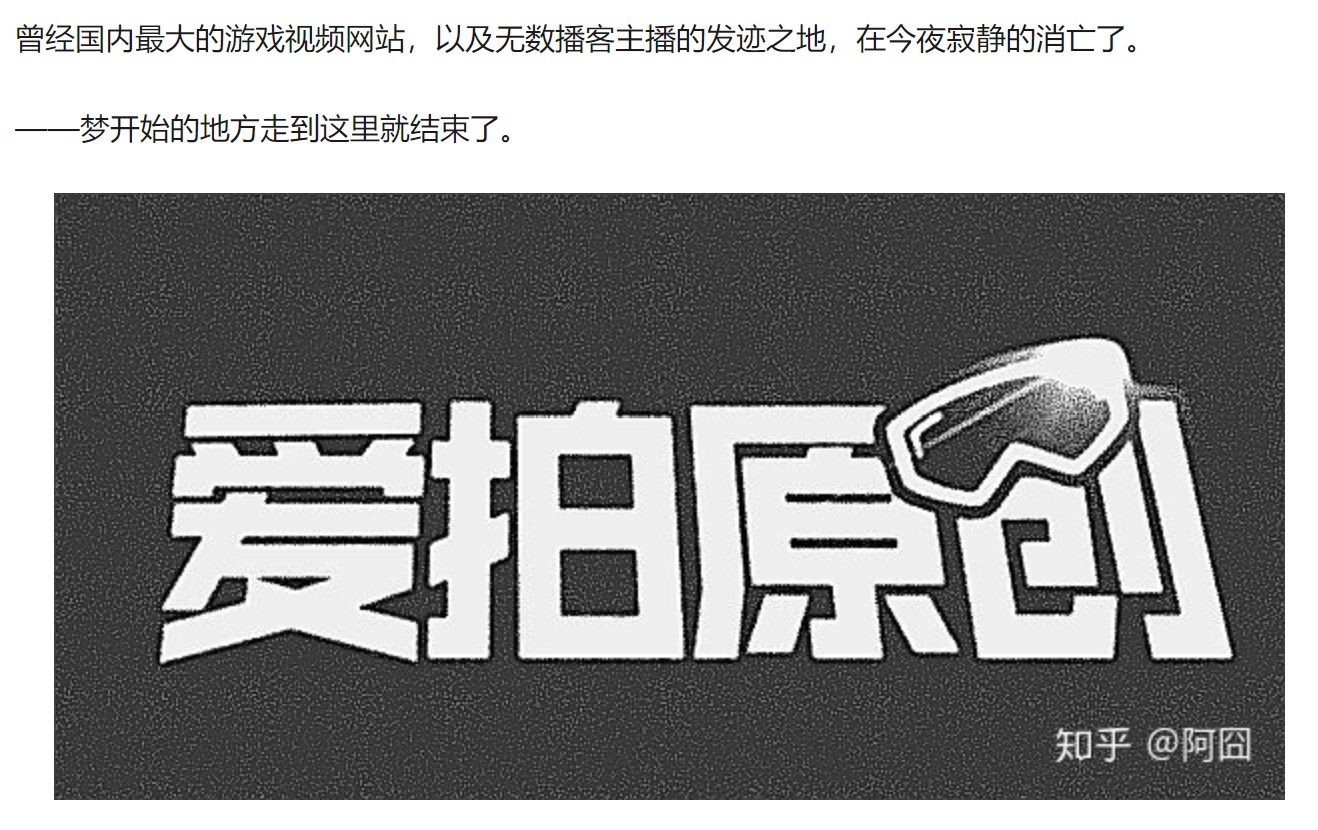 曾经国内最大的游戏视频网站，以及无数播客主播的发迹之地，在今夜寂静的消亡了。
——梦开始的地方走到这里就结束了。
爱拍原创
知乎 @阿囧